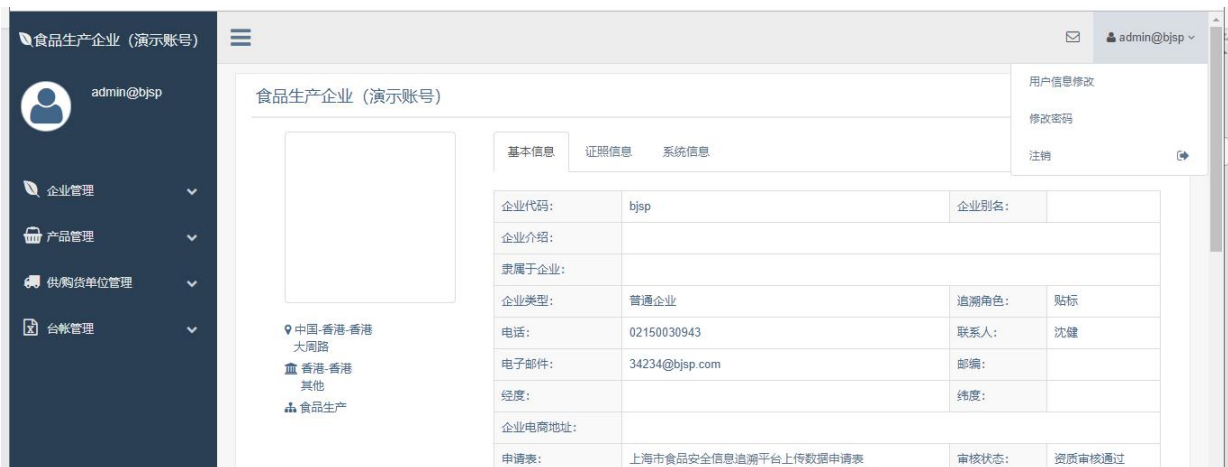 食品生产企业（演示账号）
admin@bjsp
admin@bjsp
企业管理
产品管理
供/购货单位管理
台帐管理
用户信息修改
修改密码
注销
食品生产企业（演示账号）
中国-香港-香港
大周路
香港-香港
其他
食品生产
基本信息 证照信息 系统信息
企业代码： bjsp 企业别名：
企业介绍：
隶属于企业：
企业类型： 普通企业 追溯角色： 贴标
电话： 02150030943 联系人： 沈健
电子邮件： 34234@bjsp.com 邮编：
经度： 纬度：
企业电商地址：
申请表： 上海市食品安全信息追溯平台上传数据申请表 审核状态： 资质审核通过